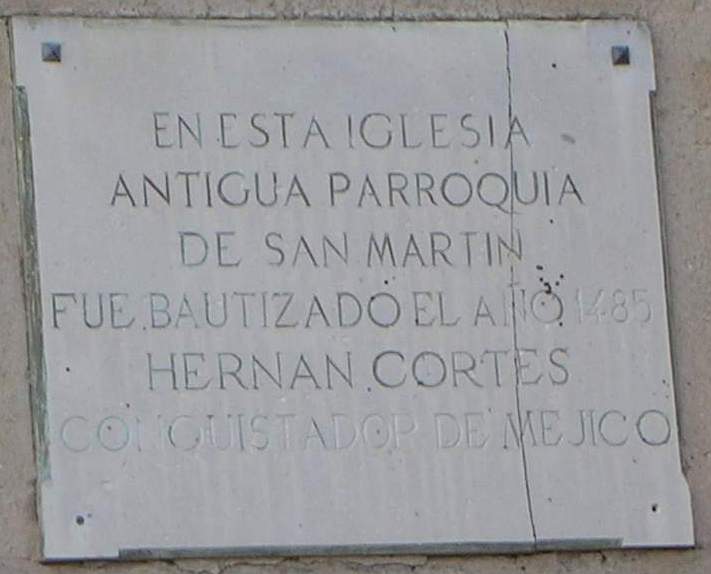 EN ESTA IGLESIA
ANTIGUA PARROQUIA
DE SAN MARTIN
FUE BAUTIZADO EL AÑO 1485
HERNAN CORTES
CONQUISTADOR DE MEJICO